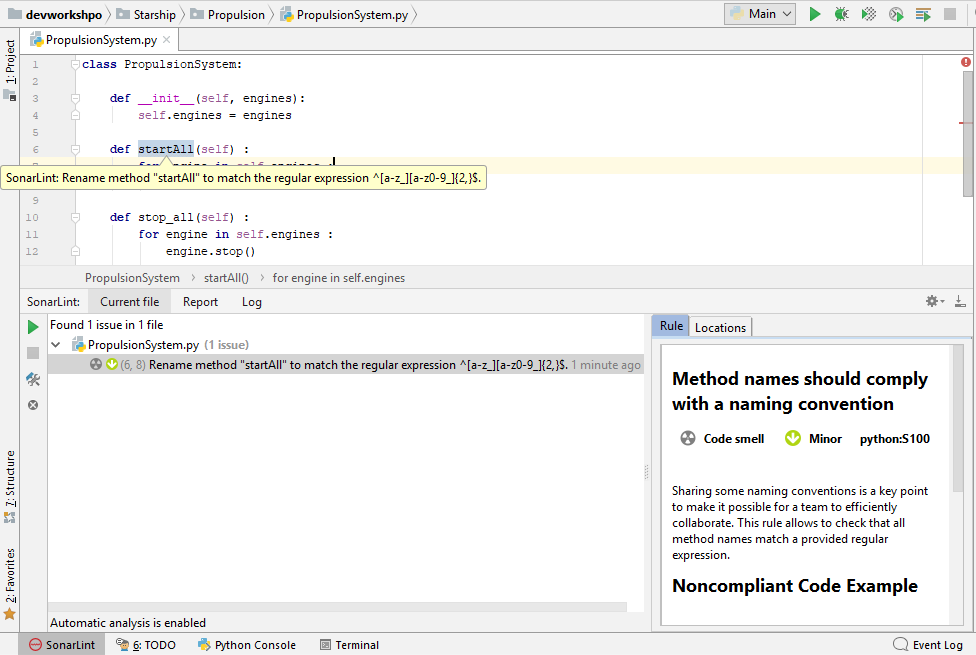 devworkshpo Starship Propulsion PropulsionSystem.py Main
PropulsionSystem.py
1: Project
1 class PropulsionSystem:
2
3 def __init__(self, engines):
4 self.engines = engines
5
6 def startAll(self) :
for engine in self.engines :
SonarLint: Rename method "startAll" to match the regular expression ^[a-z_][a-z0-9_]{2,}$.
9
10 def stop_all(self) :
11 for engine in self.engines :
12 engine.stop()
PropulsionSystem startAll() for engine in self.engines
SonarLint: Current file Report Log
Found 1 issue in 1 file
PropulsionSystem.py (1 issue)
(6, 8) Rename method "startAll" to match the regular expression ^[a-z_][a-z0-9_]{2,}$. 1 minute ago
Rule Locations
Method names should comply
with a naming convention
Code smell Minor python:S100
Sharing some naming conventions is a key point
to make it possible for a team to efficiently
collaborate. This rule allows to check that all
method names match a provided regular
expression.
Noncompliant Code Example
7: Structure
2: Favorites
Automatic analysis is enabled
SonarLint 6: TODO Python Console Terminal Event Log